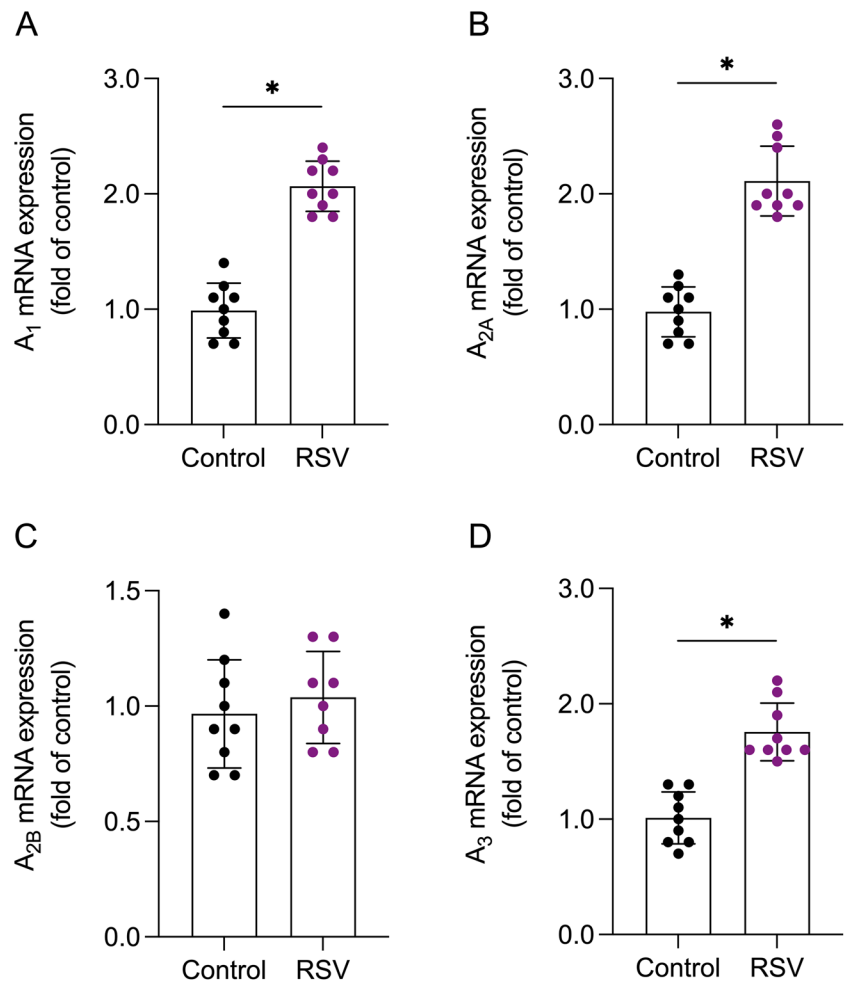 A
A1 mRNA expression
(fold of control)
3.0
2.0
1.0
0.0
*
Control RSV
B
A2A mRNA expression
(fold of control)
3.0
2.0
1.0
0.0
*
Control RSV
C
A2B mRNA expression
(fold of control)
1.5
1.0
0.5
0.0
Control RSV
D
A3 mRNA expression
(fold of control)
3.0
2.0
1.0
0.0
*
Control RSV